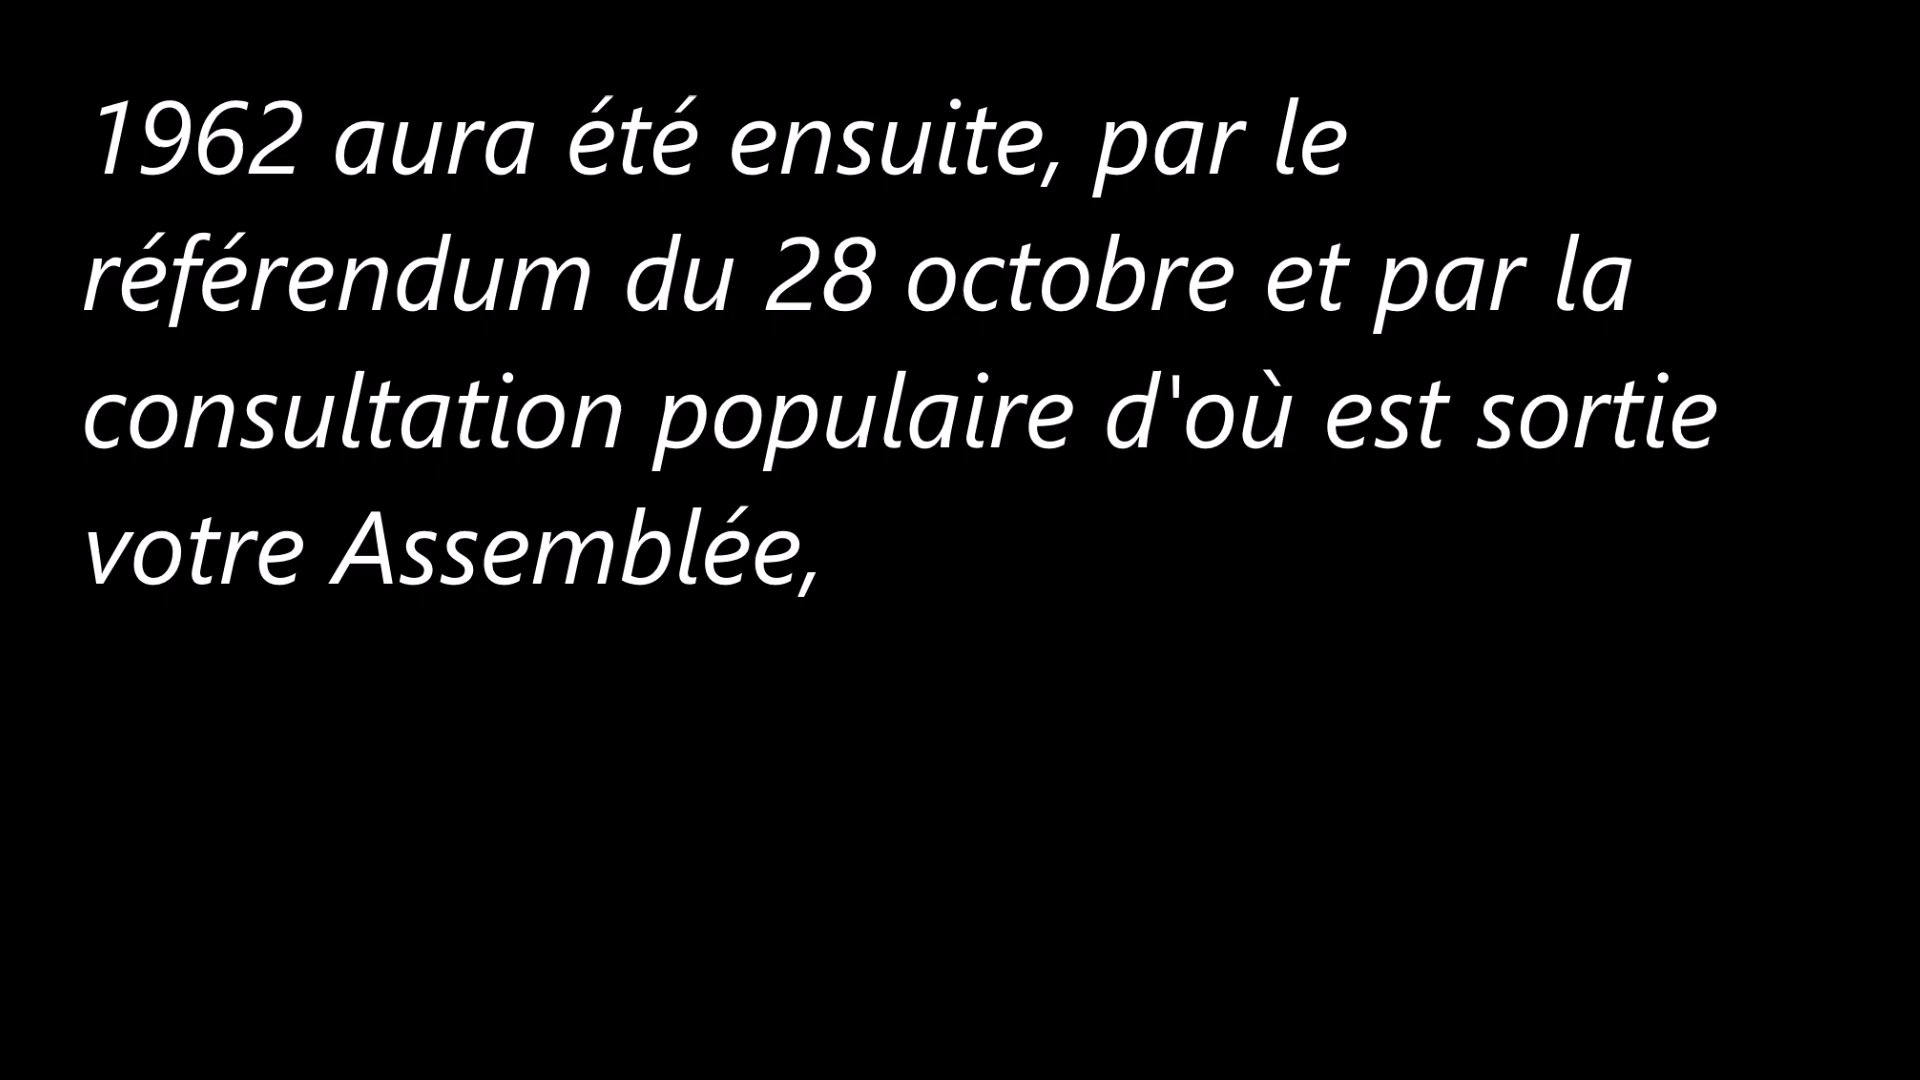 1962 aura été ensuite, par le
référendum du 28 octobre et par la
consultation populaire d'où est sortie
votre Assemblée,